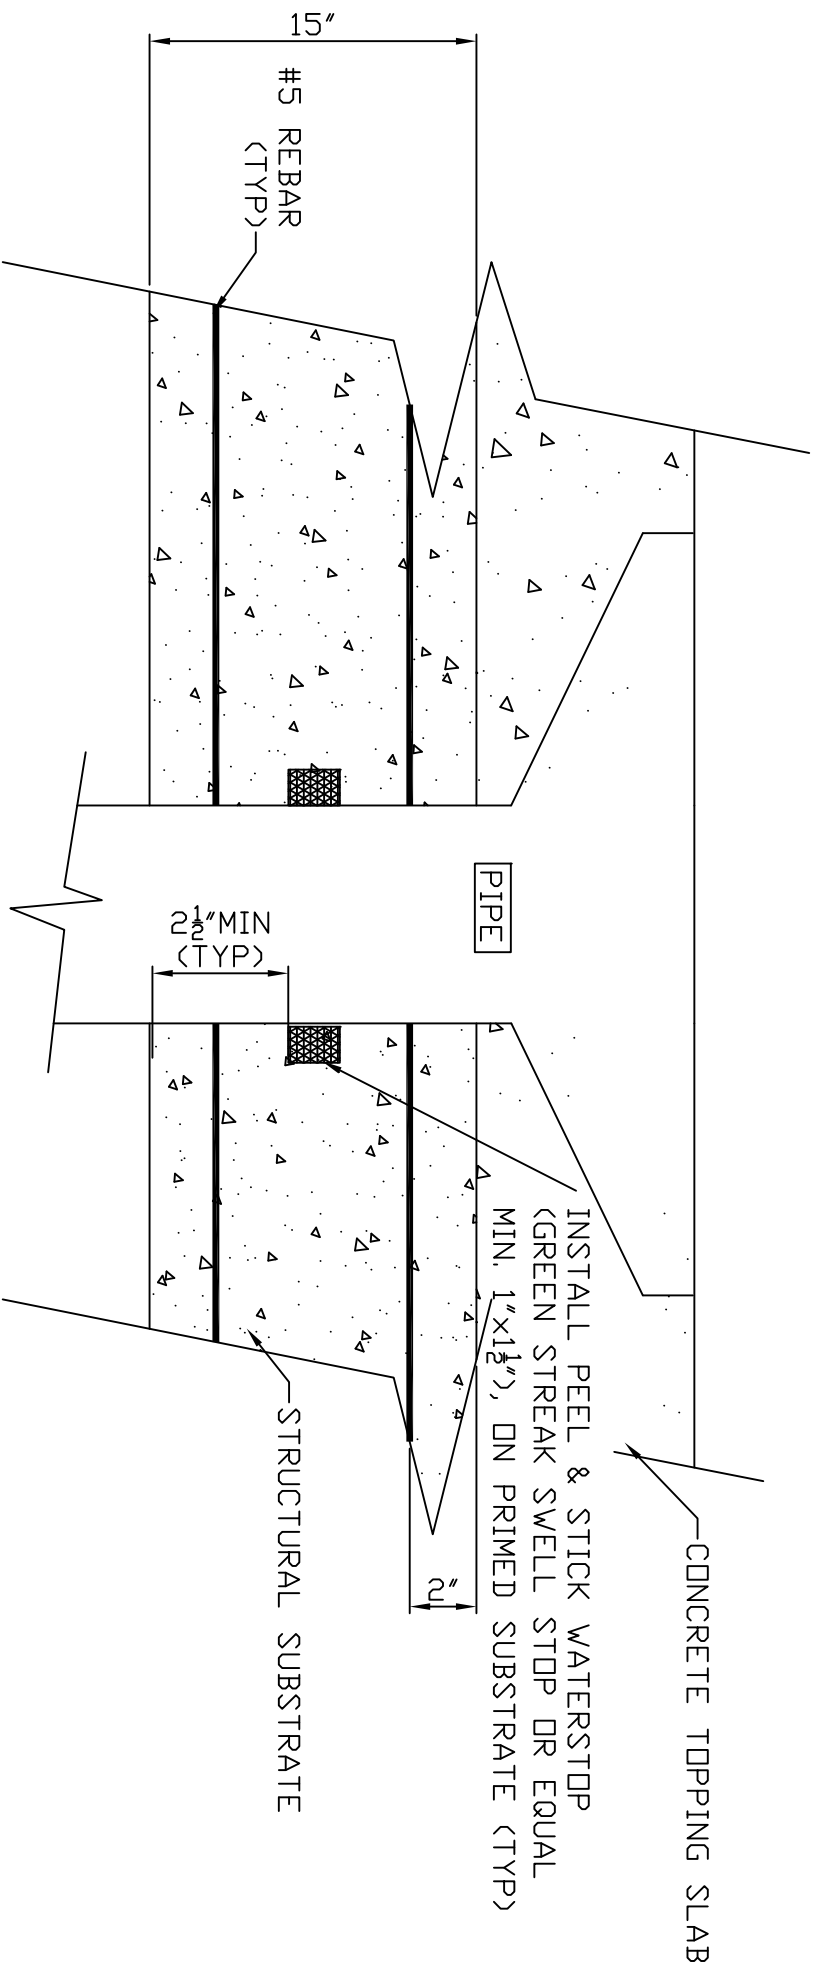 CONCRETE TOPPING SLAB
INSTALL PEEL & STICK WATERSTOP
(GREEN STREAK SWELL STOP OR EQUAL
MIN. 1"x1½"), ON PRIMED SUBSTRATE (TYP)
2"
PIPE
15"
#5 REBAR
(TYP)
2½"MIN
(TYP)
STRUCTURAL SUBSTRATE